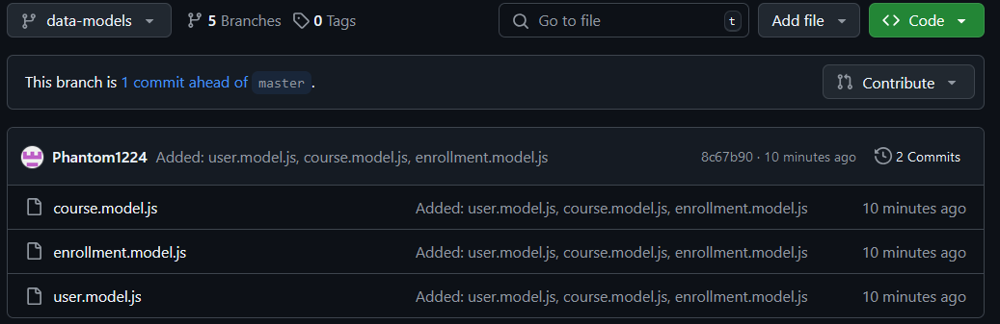 data-models 5 Branches 0 Tags Go to file t Add file Code
This branch is 1 commit ahead of master.
Contribute
Phantom1224 Added: user.model.js, course.model.js, enrollment.model.js 8c67b90 · 10 minutes ago 2 Commits
course.model.js Added: user.model.js, course.model.js, enrollment.model.js 10 minutes ago
enrollment.model.js Added: user.model.js, course.model.js, enrollment.model.js 10 minutes ago
user.model.js Added: user.model.js, course.model.js, enrollment.model.js 10 minutes ago